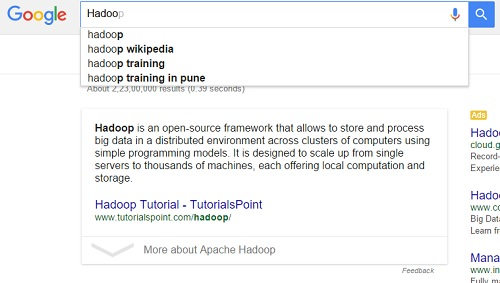 Google
Hadoop
hadoop
hadoop wikipedia
hadoop training
hadoop training in pune
About 2,23,00,000 results (0.39 seconds)
Hadoop is an open-source framework that allows to store and process
big data in a distributed environment across clusters of computers using
simple programming models. It is designed to scale up from single
servers to thousands of machines, each offering local computation and
storage.
Hadoop Tutorial - TutorialsPoint
www.tutorialspoint.com/hadoop/
More about Apache Hadoop
Feedback
Ads
Hadoo
cloud.g
Record-
Experie
Hadoo
www.co
Big Data
Learn fr
Mana
www.in